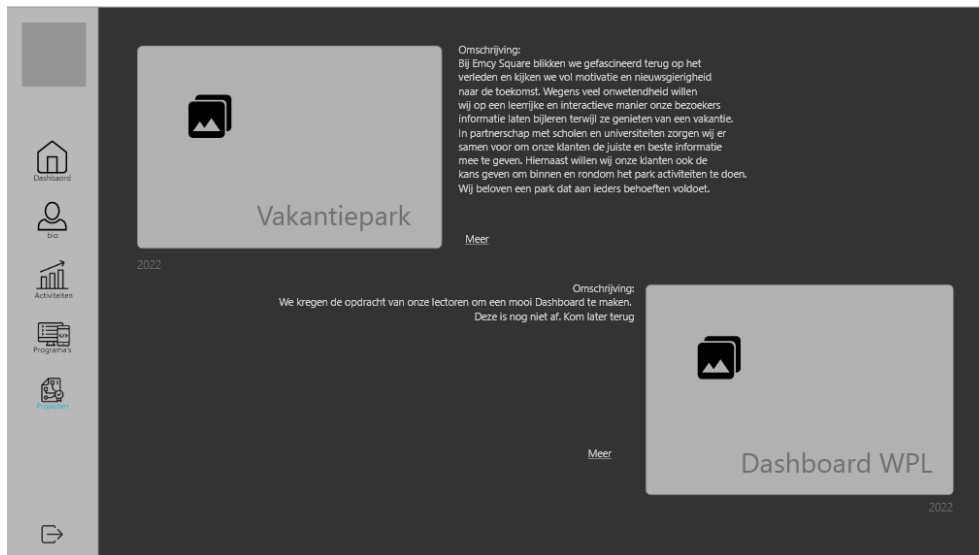 Dashbaord
bio
Activiteiten
Programa's
Projecten
Vakantiepark
2022
Omschrijving:
Bij Emcy Square blikken we gefascineerd terug op het
verleden en kijken we vol motivatie en nieuwsgierigheid
naar de toekomst. Wegens veel onwetendheid willen
wij op een leerrijke en interactieve manier onze bezoekers
informatie laten bijleren terwijl ze genieten van een vakantie.
In partnerschap met scholen en universiteiten zorgen wij er
samen voor om onze klanten de juiste en beste informatie
mee te geven. Hiernaast willen wij onze klanten ook de
kans geven om binnen en rondom het park activiteiten te doen.
Wij beloven een park dat aan ieders behoeften voldoet.
Meer
Omschrijving:
We kregen de opdracht van onze lectoren om een mooi Dashboard te maken.
Deze is nog niet af. Kom later terug
Meer
Dashboard WPL
2022